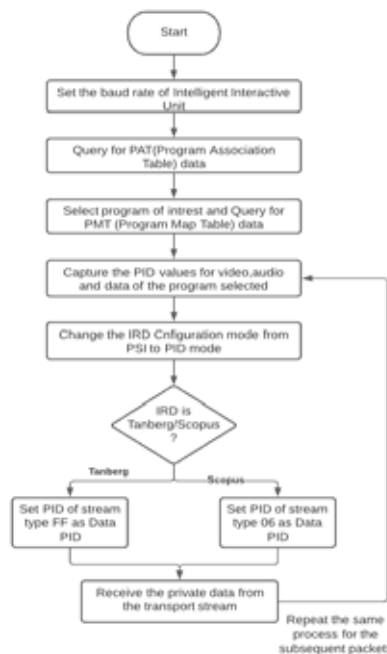 Start
Set the baud rate of Intelligent Interactive
Unit
Query for PAT(Program Association
Table) data
Select program of intrest and Query for
PMT (Program Map Table) data
Capture the PID values for video,audio
and data of the program selected
Change the IRD Cnfiguration mode from
PSI to PID mode
IRD is
Tanberg/Scopus
?
Tanberg
Scopus
Set PID of stream
type FF as Data
PID
Set PID of stream
type 06 as Data
PID
Receive the private data from
the transport stream
Repeat the same
process for the
subsequent packet